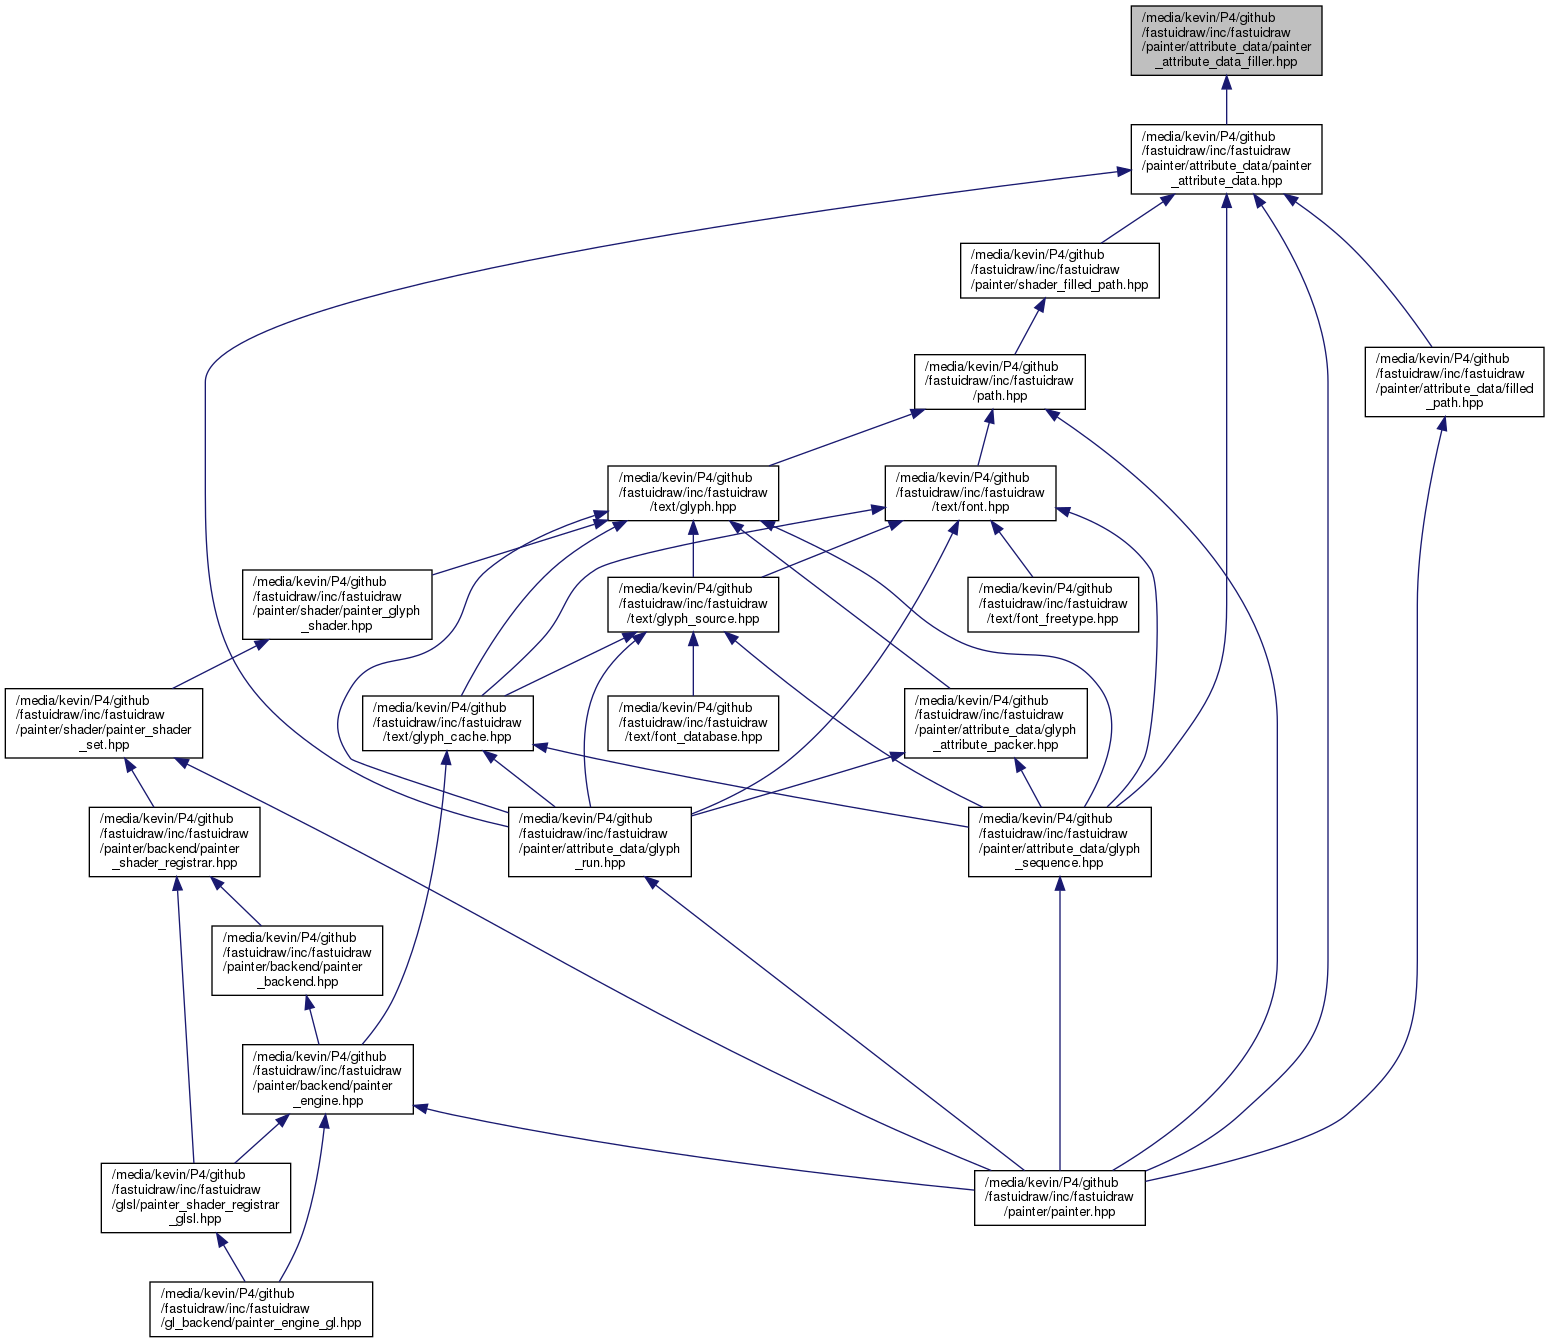 /media/kevin/P4/github
/fastuidraw/inc/fastuidraw
/painter/attribute_data/painter
_attribute_data_filler.hpp
/media/kevin/P4/github
/fastuidraw/inc/fastuidraw
/painter/attribute_data/painter
_attribute_data.hpp
/media/kevin/P4/github
/fastuidraw/inc/fastuidraw
/painter/shader_filled_path.hpp
/media/kevin/P4/github
/fastuidraw/inc/fastuidraw
/painter/attribute_data/filled
_path.hpp
/media/kevin/P4/github
/fastuidraw/inc/fastuidraw
/path.hpp
/media/kevin/P4/github
/fastuidraw/inc/fastuidraw
/text/glyph.hpp
/media/kevin/P4/github
/fastuidraw/inc/fastuidraw
/text/font.hpp
/media/kevin/P4/github
/fastuidraw/inc/fastuidraw
/painter/shader/painter_glyph
_shader.hpp
/media/kevin/P4/github
/fastuidraw/inc/fastuidraw
/text/glyph_source.hpp
/media/kevin/P4/github
/fastuidraw/inc/fastuidraw
/text/font_freetype.hpp
/media/kevin/P4/github
/fastuidraw/inc/fastuidraw
/painter/shader/painter_shader
_set.hpp
/media/kevin/P4/github
/fastuidraw/inc/fastuidraw
/text/glyph_cache.hpp
/media/kevin/P4/github
/fastuidraw/inc/fastuidraw
/text/font_database.hpp
/media/kevin/P4/github
/fastuidraw/inc/fastuidraw
/painter/attribute_data/glyph
_attribute_packer.hpp
/media/kevin/P4/github
/fastuidraw/inc/fastuidraw
/painter/backend/painter
_shader_registrar.hpp
/media/kevin/P4/github
/fastuidraw/inc/fastuidraw
/painter/attribute_data/glyph
_run.hpp
/media/kevin/P4/github
/fastuidraw/inc/fastuidraw
/painter/attribute_data/glyph
_sequence.hpp
/media/kevin/P4/github
/fastuidraw/inc/fastuidraw
/painter/backend/painter
_backend.hpp
/media/kevin/P4/github
/fastuidraw/inc/fastuidraw
/painter/backend/painter
_engine.hpp
/media/kevin/P4/github
/fastuidraw/inc/fastuidraw
/glsl/painter_shader_registrar
_glsl.hpp
/media/kevin/P4/github
/fastuidraw/inc/fastuidraw
/painter/painter.hpp
/media/kevin/P4/github
/fastuidraw/inc/fastuidraw
/gl_backend/painter_engine_gl.hpp